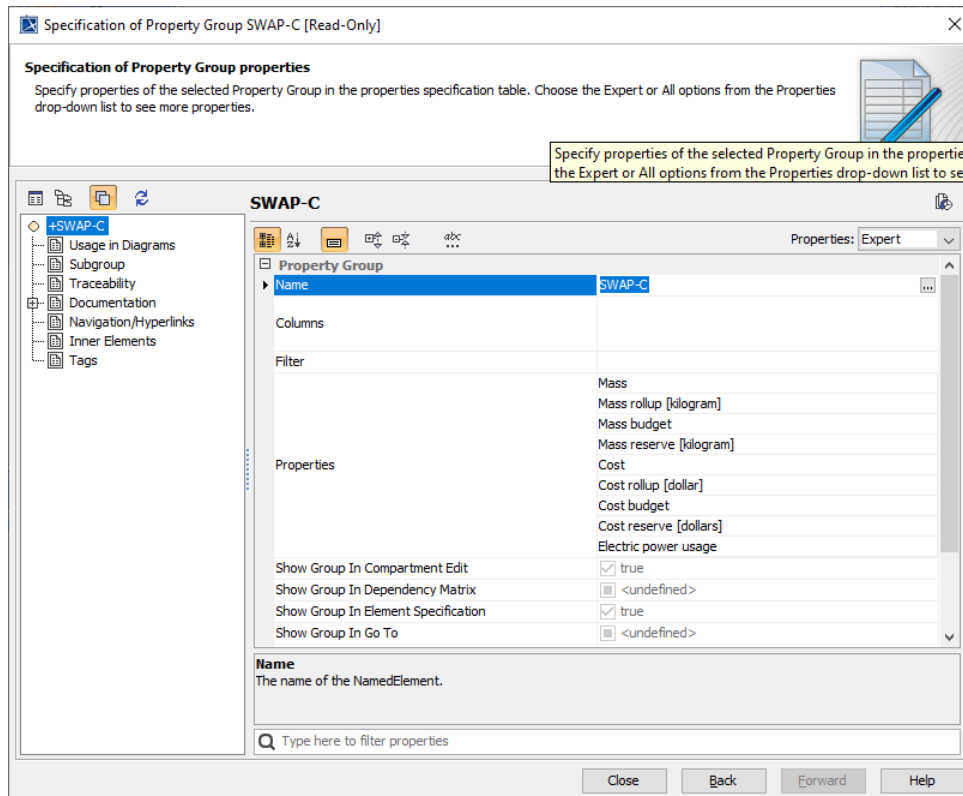 Specification of Property Group SWAP-C [Read-Only]
Specification of Property Group properties
Specify properties of the selected Property Group in the properties specification table. Choose the Expert or All options from the Properties
drop-down list to see more properties.
Specify properties of the selected Property Group in the propertie
the Expert or All options from the Properties drop-down list to se
SWAP-C
+SWAP-C
Usage in Diagrams
Subgroup
Traceability
Documentation
Navigation/Hyperlinks
Inner Elements
Tags
Properties: Expert
Property Group
Name SWAP-C ...
Columns
Filter
Properties
Mass
Mass rollup [kilogram]
Mass budget
Mass reserve [kilogram]
Cost
Cost rollup [dollar]
Cost budget
Cost reserve [dollars]
Electric power usage
Show Group In Compartment Edit true
Show Group In Dependency Matrix <undefined>
Show Group In Element Specification true
Show Group In Go To <undefined>
Name
The name of the NamedElement.
Type here to filter properties
Close Back Forward Help